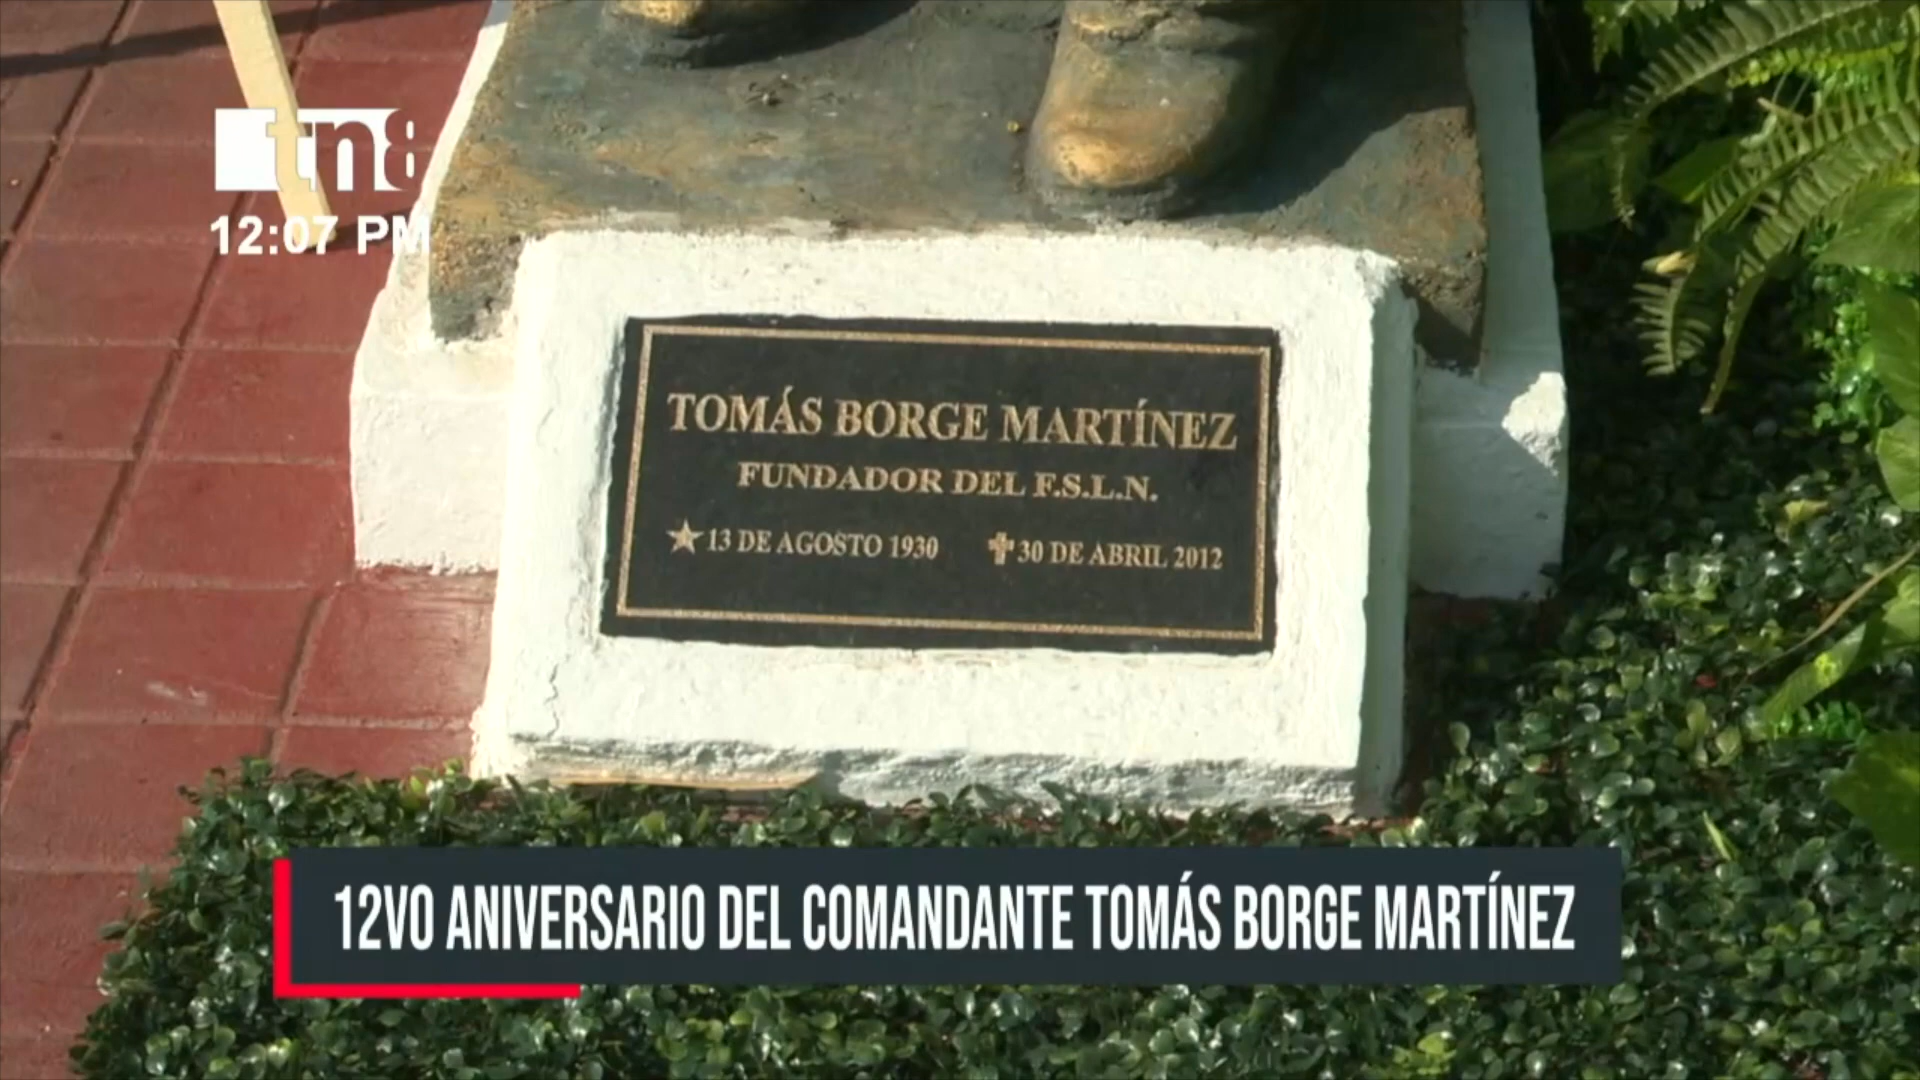 tn8
12:07 PM
TOMÁS BORGE MARTÍNEZ
FUNDADOR DEL F.S.L.N.
13 DE AGOSTO 1930 30 DE ABRIL 2012
12VO ANIVERSARIO DEL COMANDANTE TOMÁS BORGE MARTÍNEZ